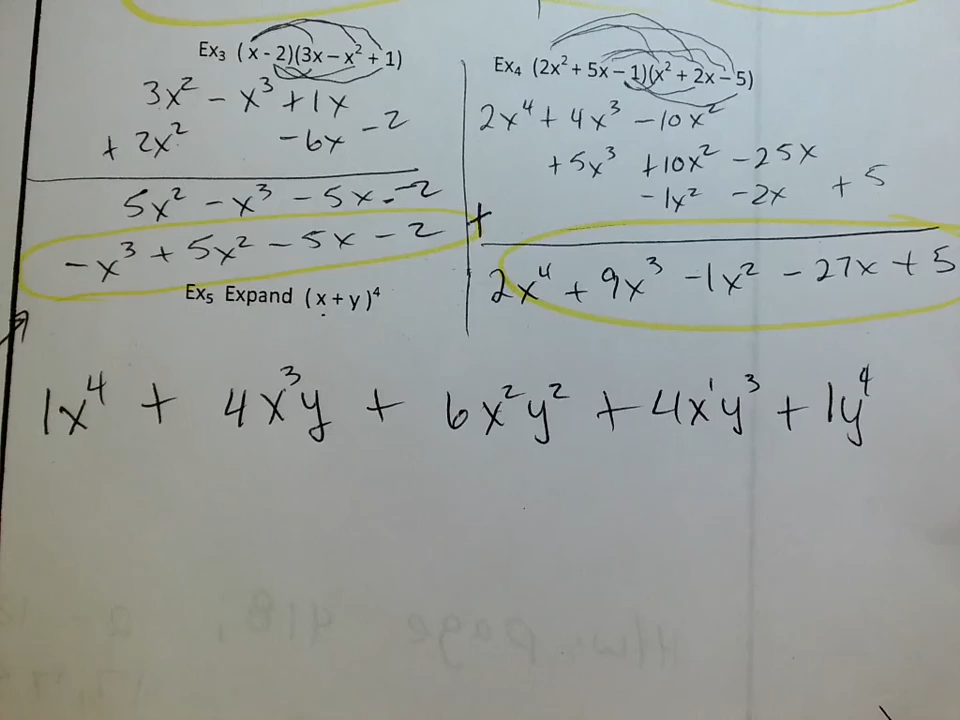 Ex₃ (x - 2)(3x − x² + 1)
3x² − x³ + 1x
+ 2x² − 6x − 2
5x² − x³ − 5x − 2
− x³ + 5x² − 5x − 2
Ex₄ (2x² + 5x − 1)(x² + 2x − 5)
2x⁴ + 4x³ − 10x²
+ 5x³ + 10x² − 25x
− 1x² − 2x + 5
+
2x⁴ + 9x³ − 1x² − 27x + 5
Ex₅ Expand (x + y)⁴
1x⁴ + 4x³y + 6x²y² + 4x¹y³ + 1y⁴
H/w: page 418,